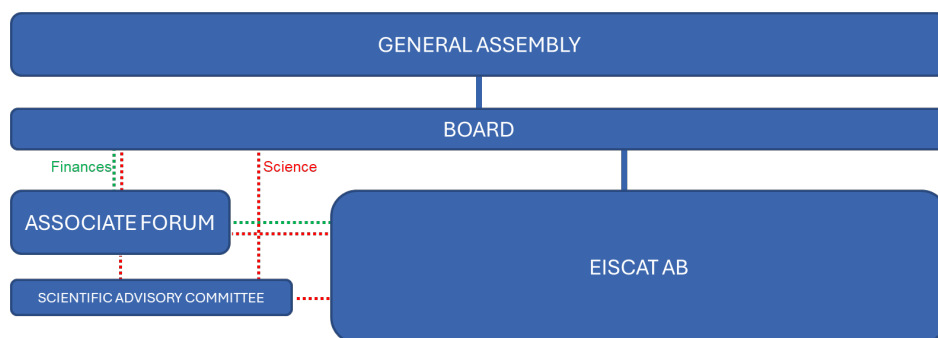 GENERAL ASSEMBLY
BOARD
Finances
Science
ASSOCIATE FORUM
EISCAT AB
SCIENTIFIC ADVISORY COMMITTEE